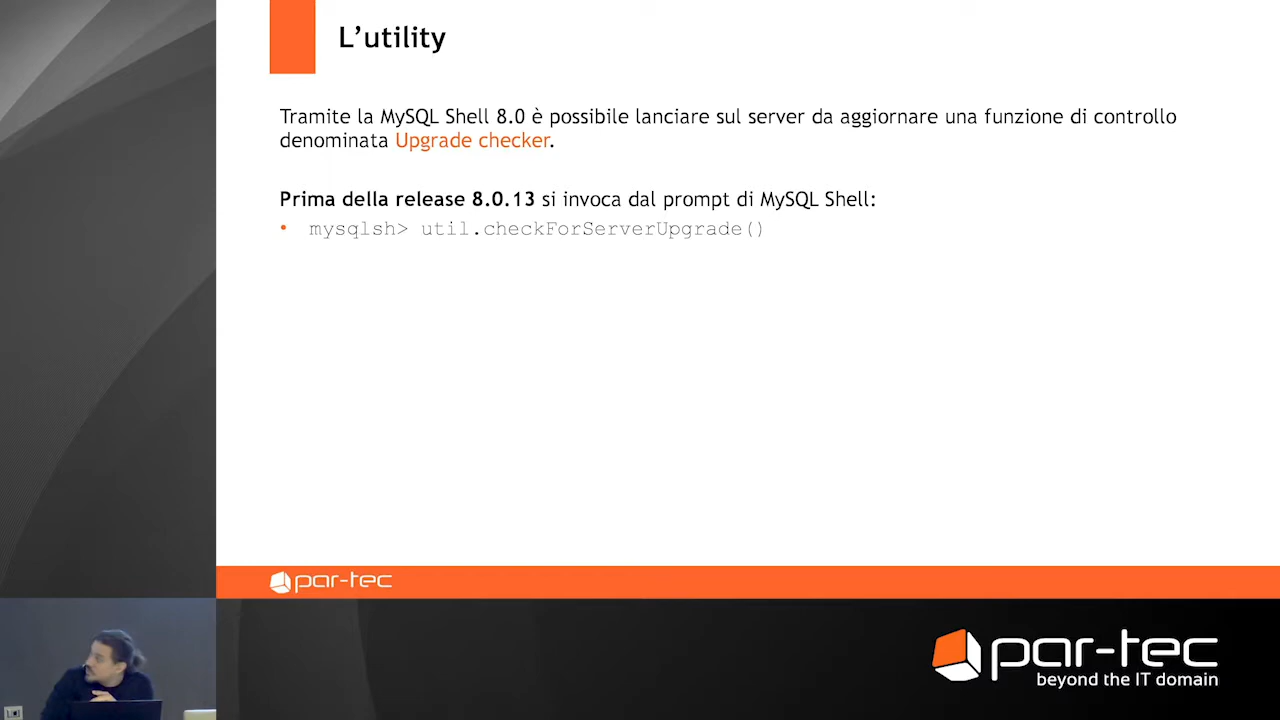 L'utility
Tramite la MySQL Shell 8.0 è possibile lanciare sul server da aggiornare una funzione di controllo
denominata Upgrade checker.
Prima della release 8.0.13 si invoca dal prompt di MySQL Shell:
• mysqlsh> util.checkForServerUpgrade()
par-tec
par-tec
beyond the IT domain